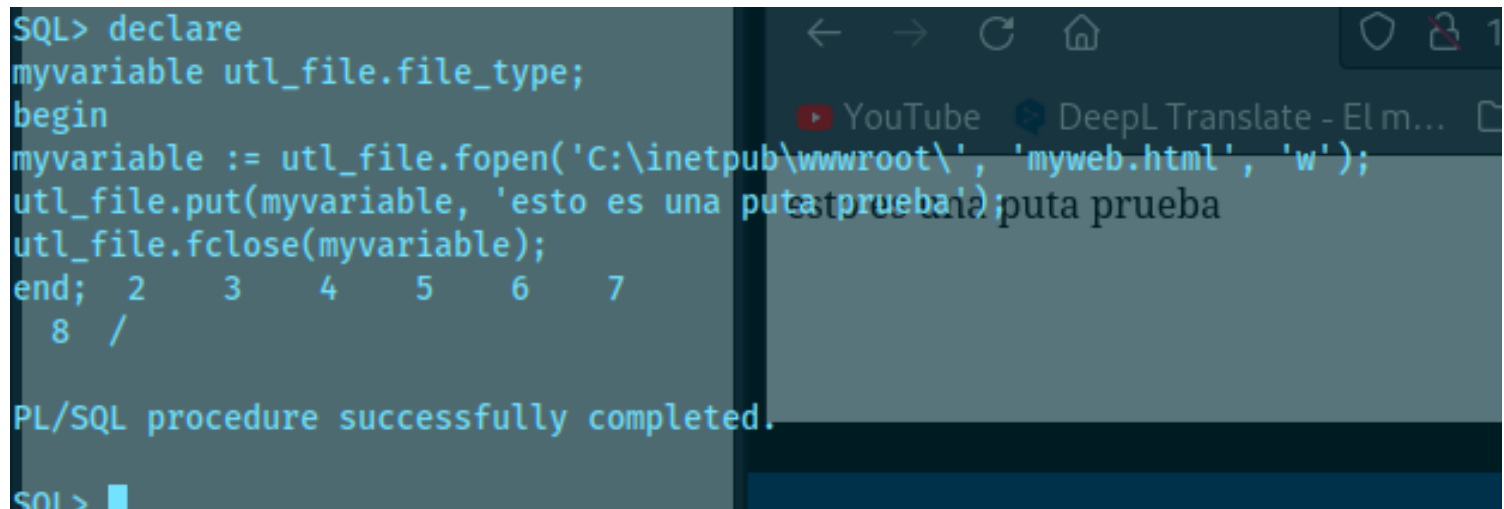 SQL> declare
myvariable utl_file.file_type;
begin
myvariable := utl_file.fopen('C:\inetpub\wwwroot\', 'myweb.html', 'w');
utl_file.put(myvariable, 'esto es una puta prueba');
utl_file.fclose(myvariable);
end;  2    3    4    5    6    7
  8  /
PL/SQL procedure successfully completed.
SQL>
1
YouTube DeepL Translate - El m...
esto es una puta prueba